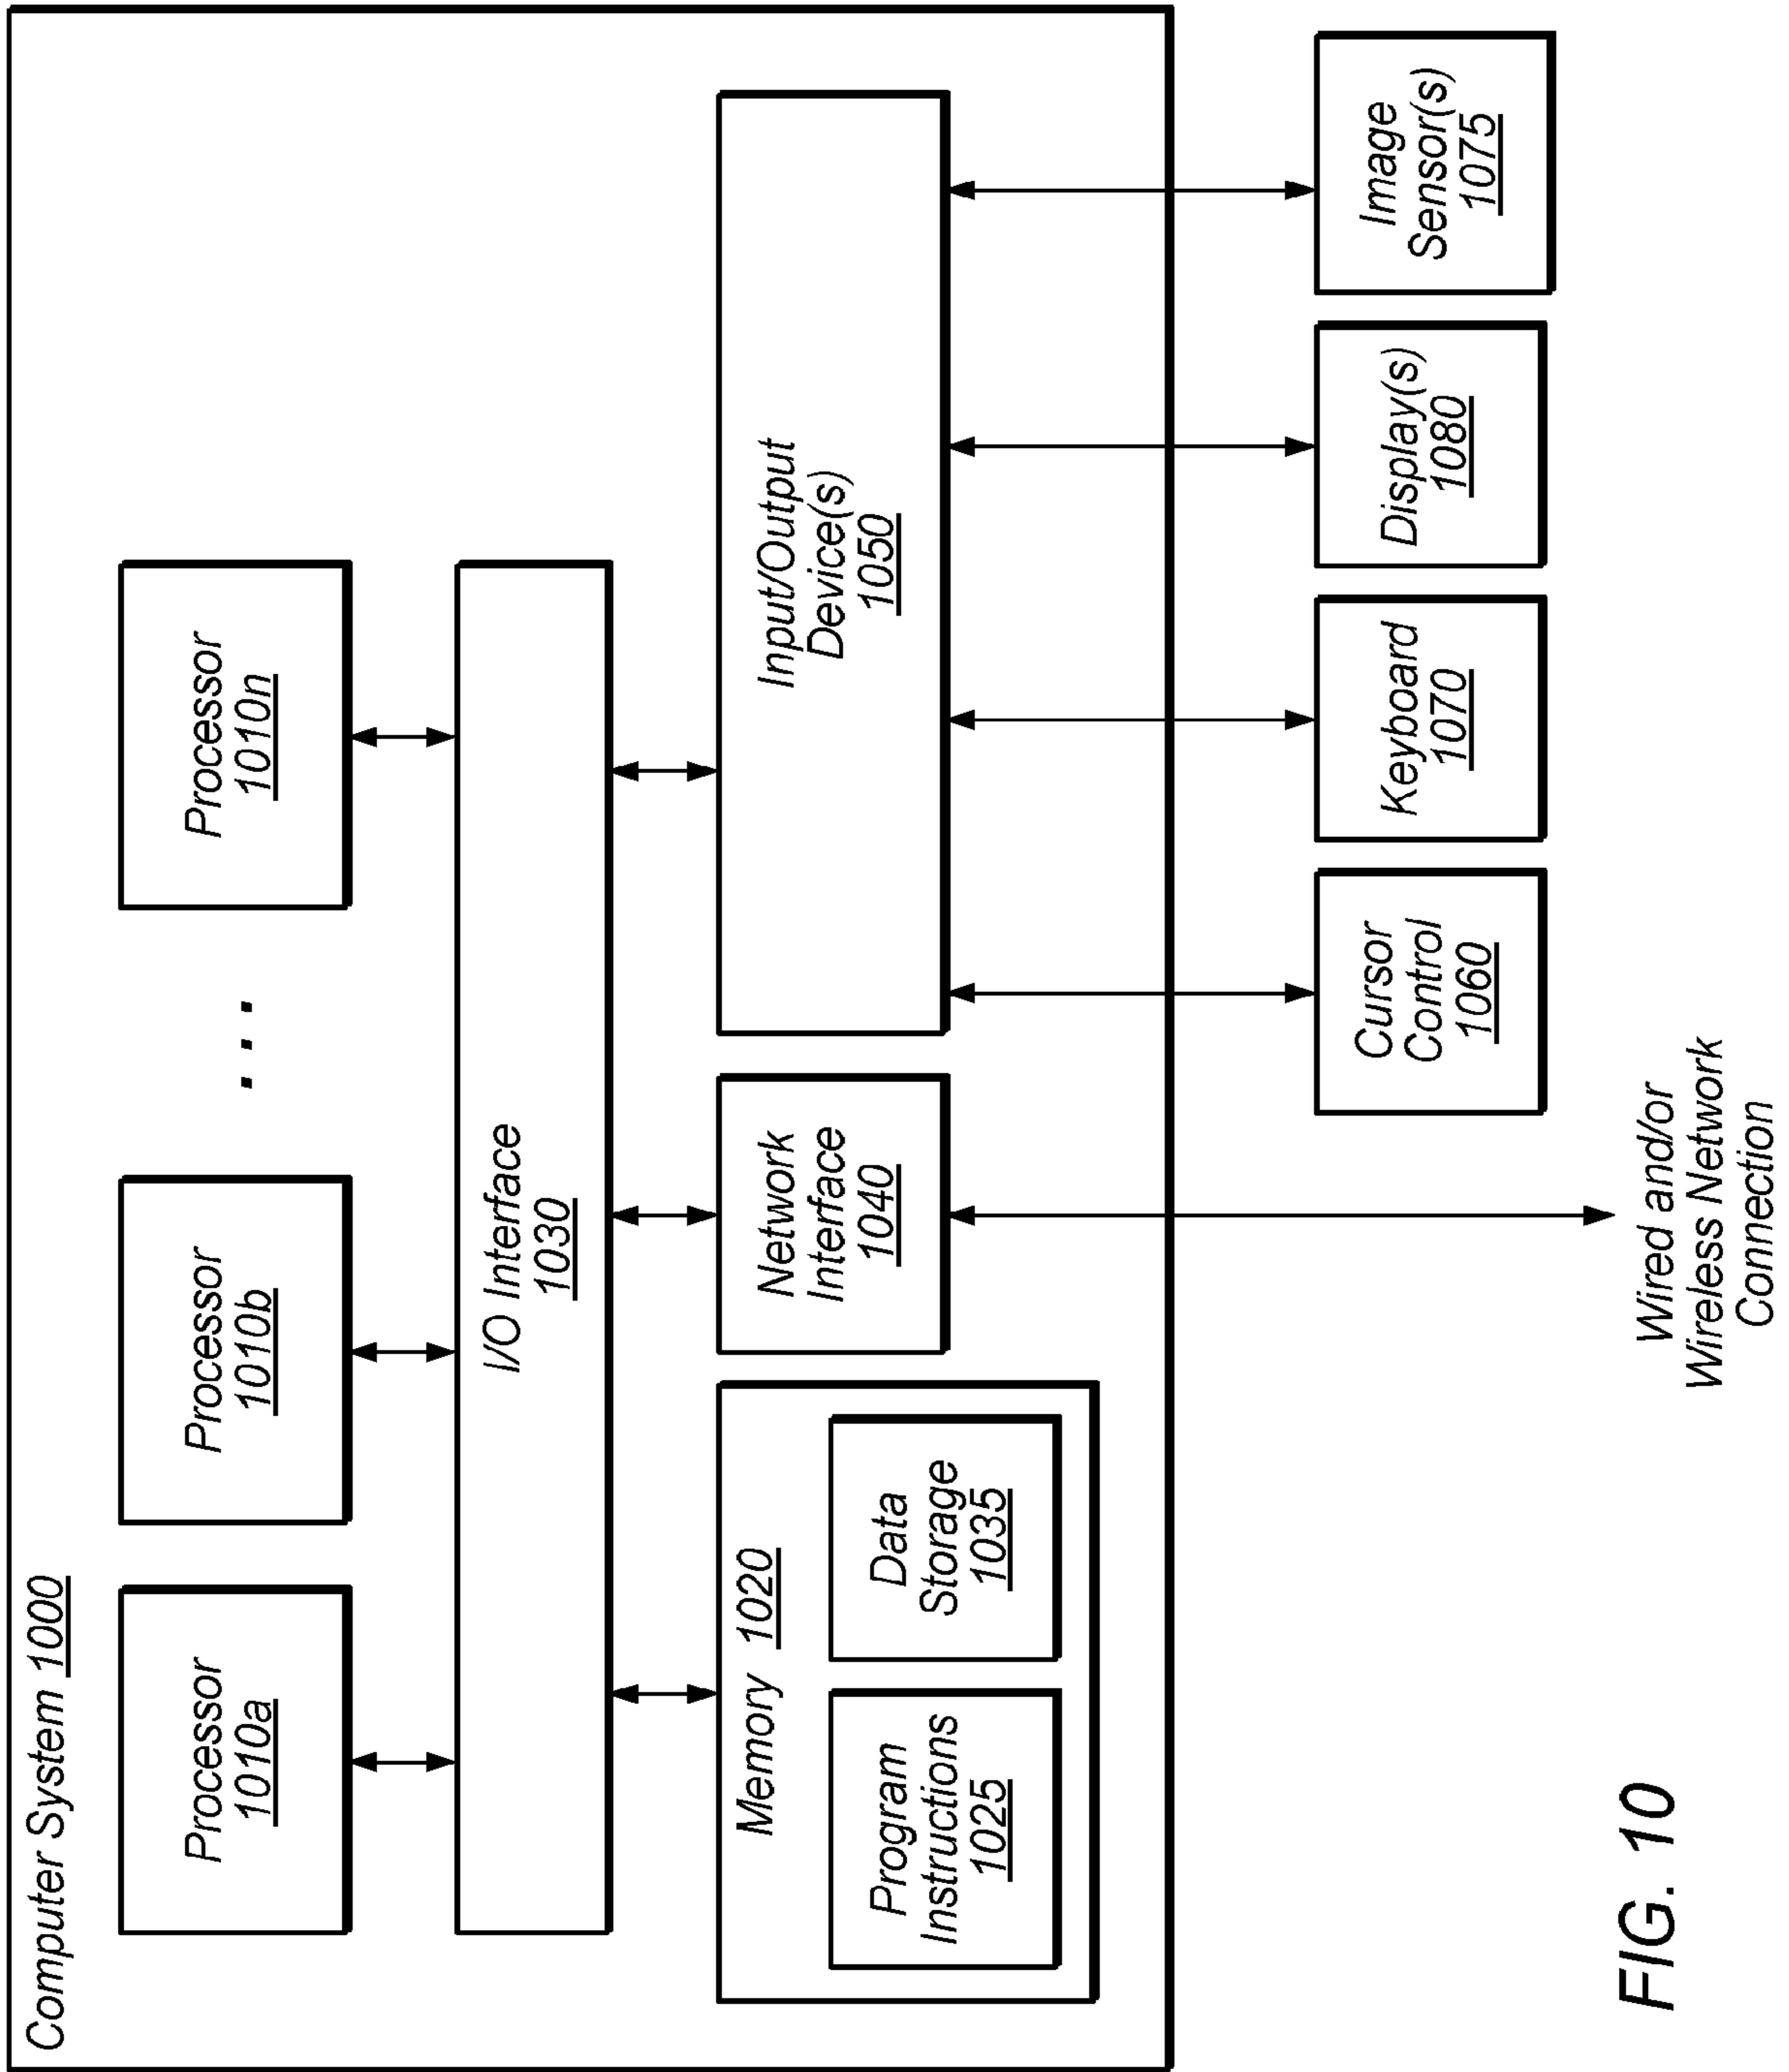 Computer System 1000
Processor
1010a
Processor
1010b
. . .
Processor
1010n
I/O Interface
1030
Memory 1020
Program
Instructions
1025
Data
Storage
1035
Network
Interface
1040
Input/Output
Device(s)
1050
Cursor
Control
1060
Keyboard
1070
Display(s)
1080
Image
Sensor(s)
1075
Wired and/or
Wireless Network
Connection
FIG. 10